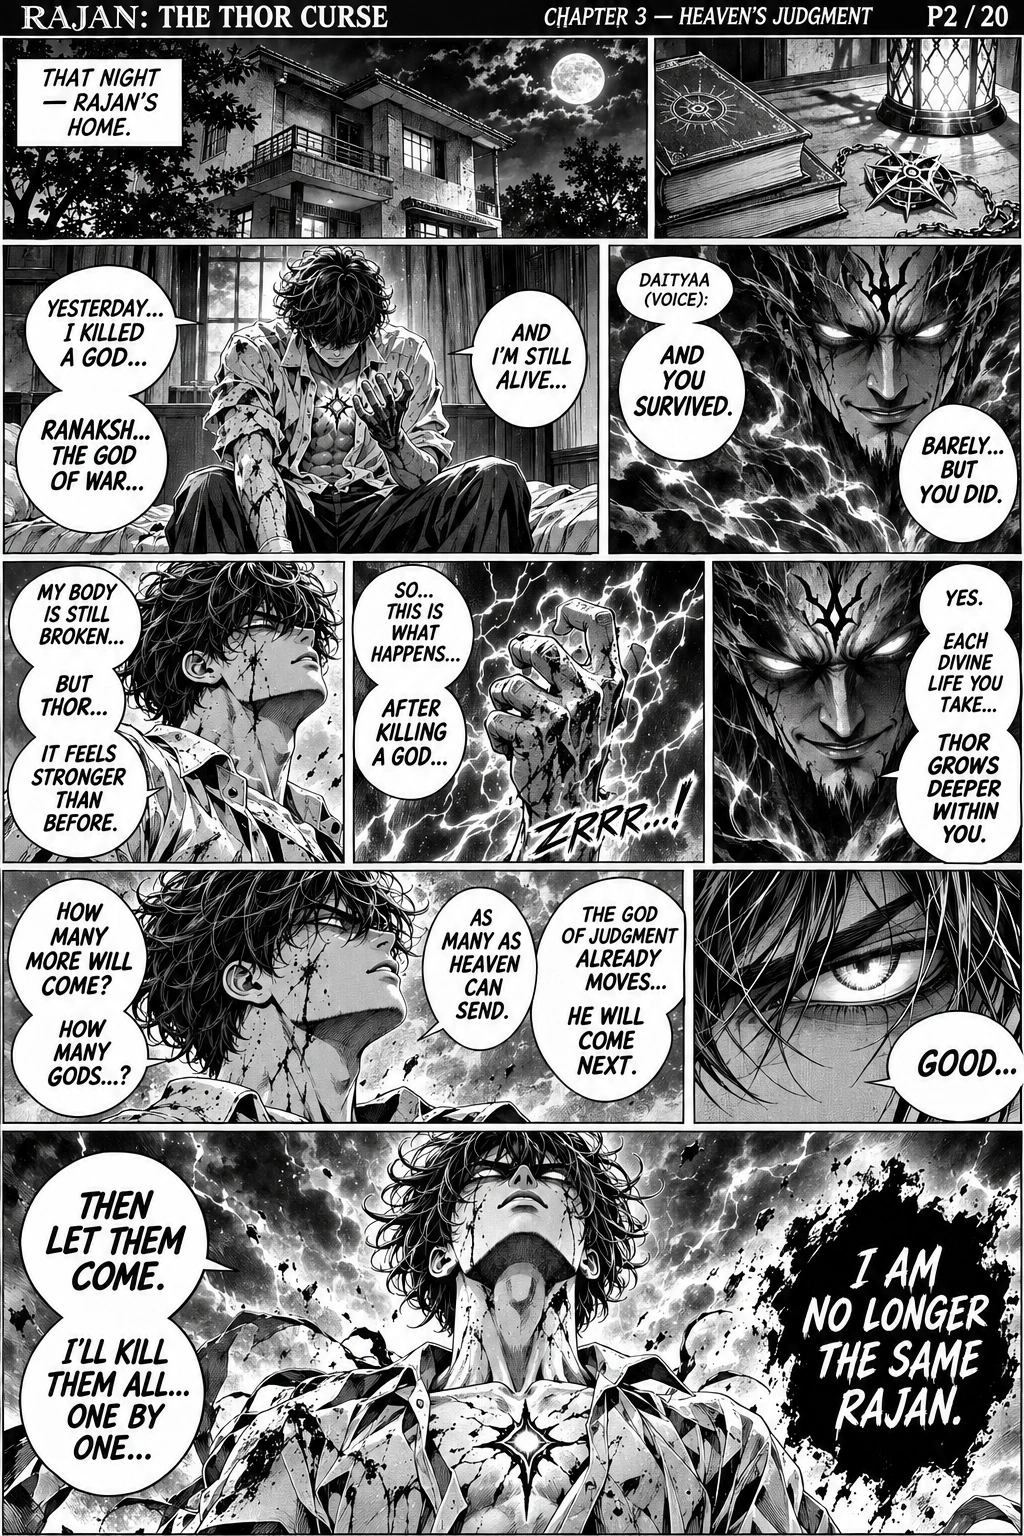 RAJAN: THE THOR CURSE
CHAPTER 3 — HEAVEN'S JUDGMENT
P2 / 20
THAT NIGHT
— RAJAN'S
HOME.
YESTERDAY...
I KILLED
A GOD...
RANAKSH...
THE GOD
OF WAR...
AND
I'M STILL
ALIVE...
DAITYAA
(VOICE):
AND
YOU
SURVIVED.
BARELY...
BUT
YOU DID.
MY BODY
IS STILL
BROKEN...
BUT
THOR...
IT FEELS
STRONGER
THAN
BEFORE.
SO...
THIS IS
WHAT
HAPPENS...
AFTER
KILLING
A GOD...
ZRRR...!
YES.
EACH
DIVINE
LIFE YOU
TAKE...
THOR
GROWS
DEEPER
WITHIN
YOU.
HOW
MANY
MORE WILL
COME?
HOW
MANY
GODS...?
AS
MANY AS
HEAVEN
CAN
SEND.
THE GOD
OF JUDGMENT
ALREADY
MOVES...
HE WILL
COME
NEXT.
GOOD...
THEN
LET THEM
COME.
I'LL KILL
THEM ALL...
ONE BY
ONE...
I AM
NO LONGER
THE SAME
RAJAN.